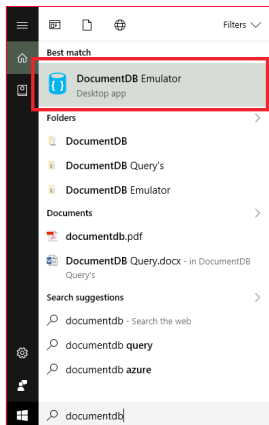 Filters
Best match
DocumentDB Emulator
Desktop app
Folders
DocumentDB
DocumentDB Query's
DocumentDB Emulator
Documents
documentdb.pdf
DocumentDB Query.docx - in DocumentDB
Query's
Search suggestions
documentdb - Search the web
documentdb query
documentdb azure
documentdb